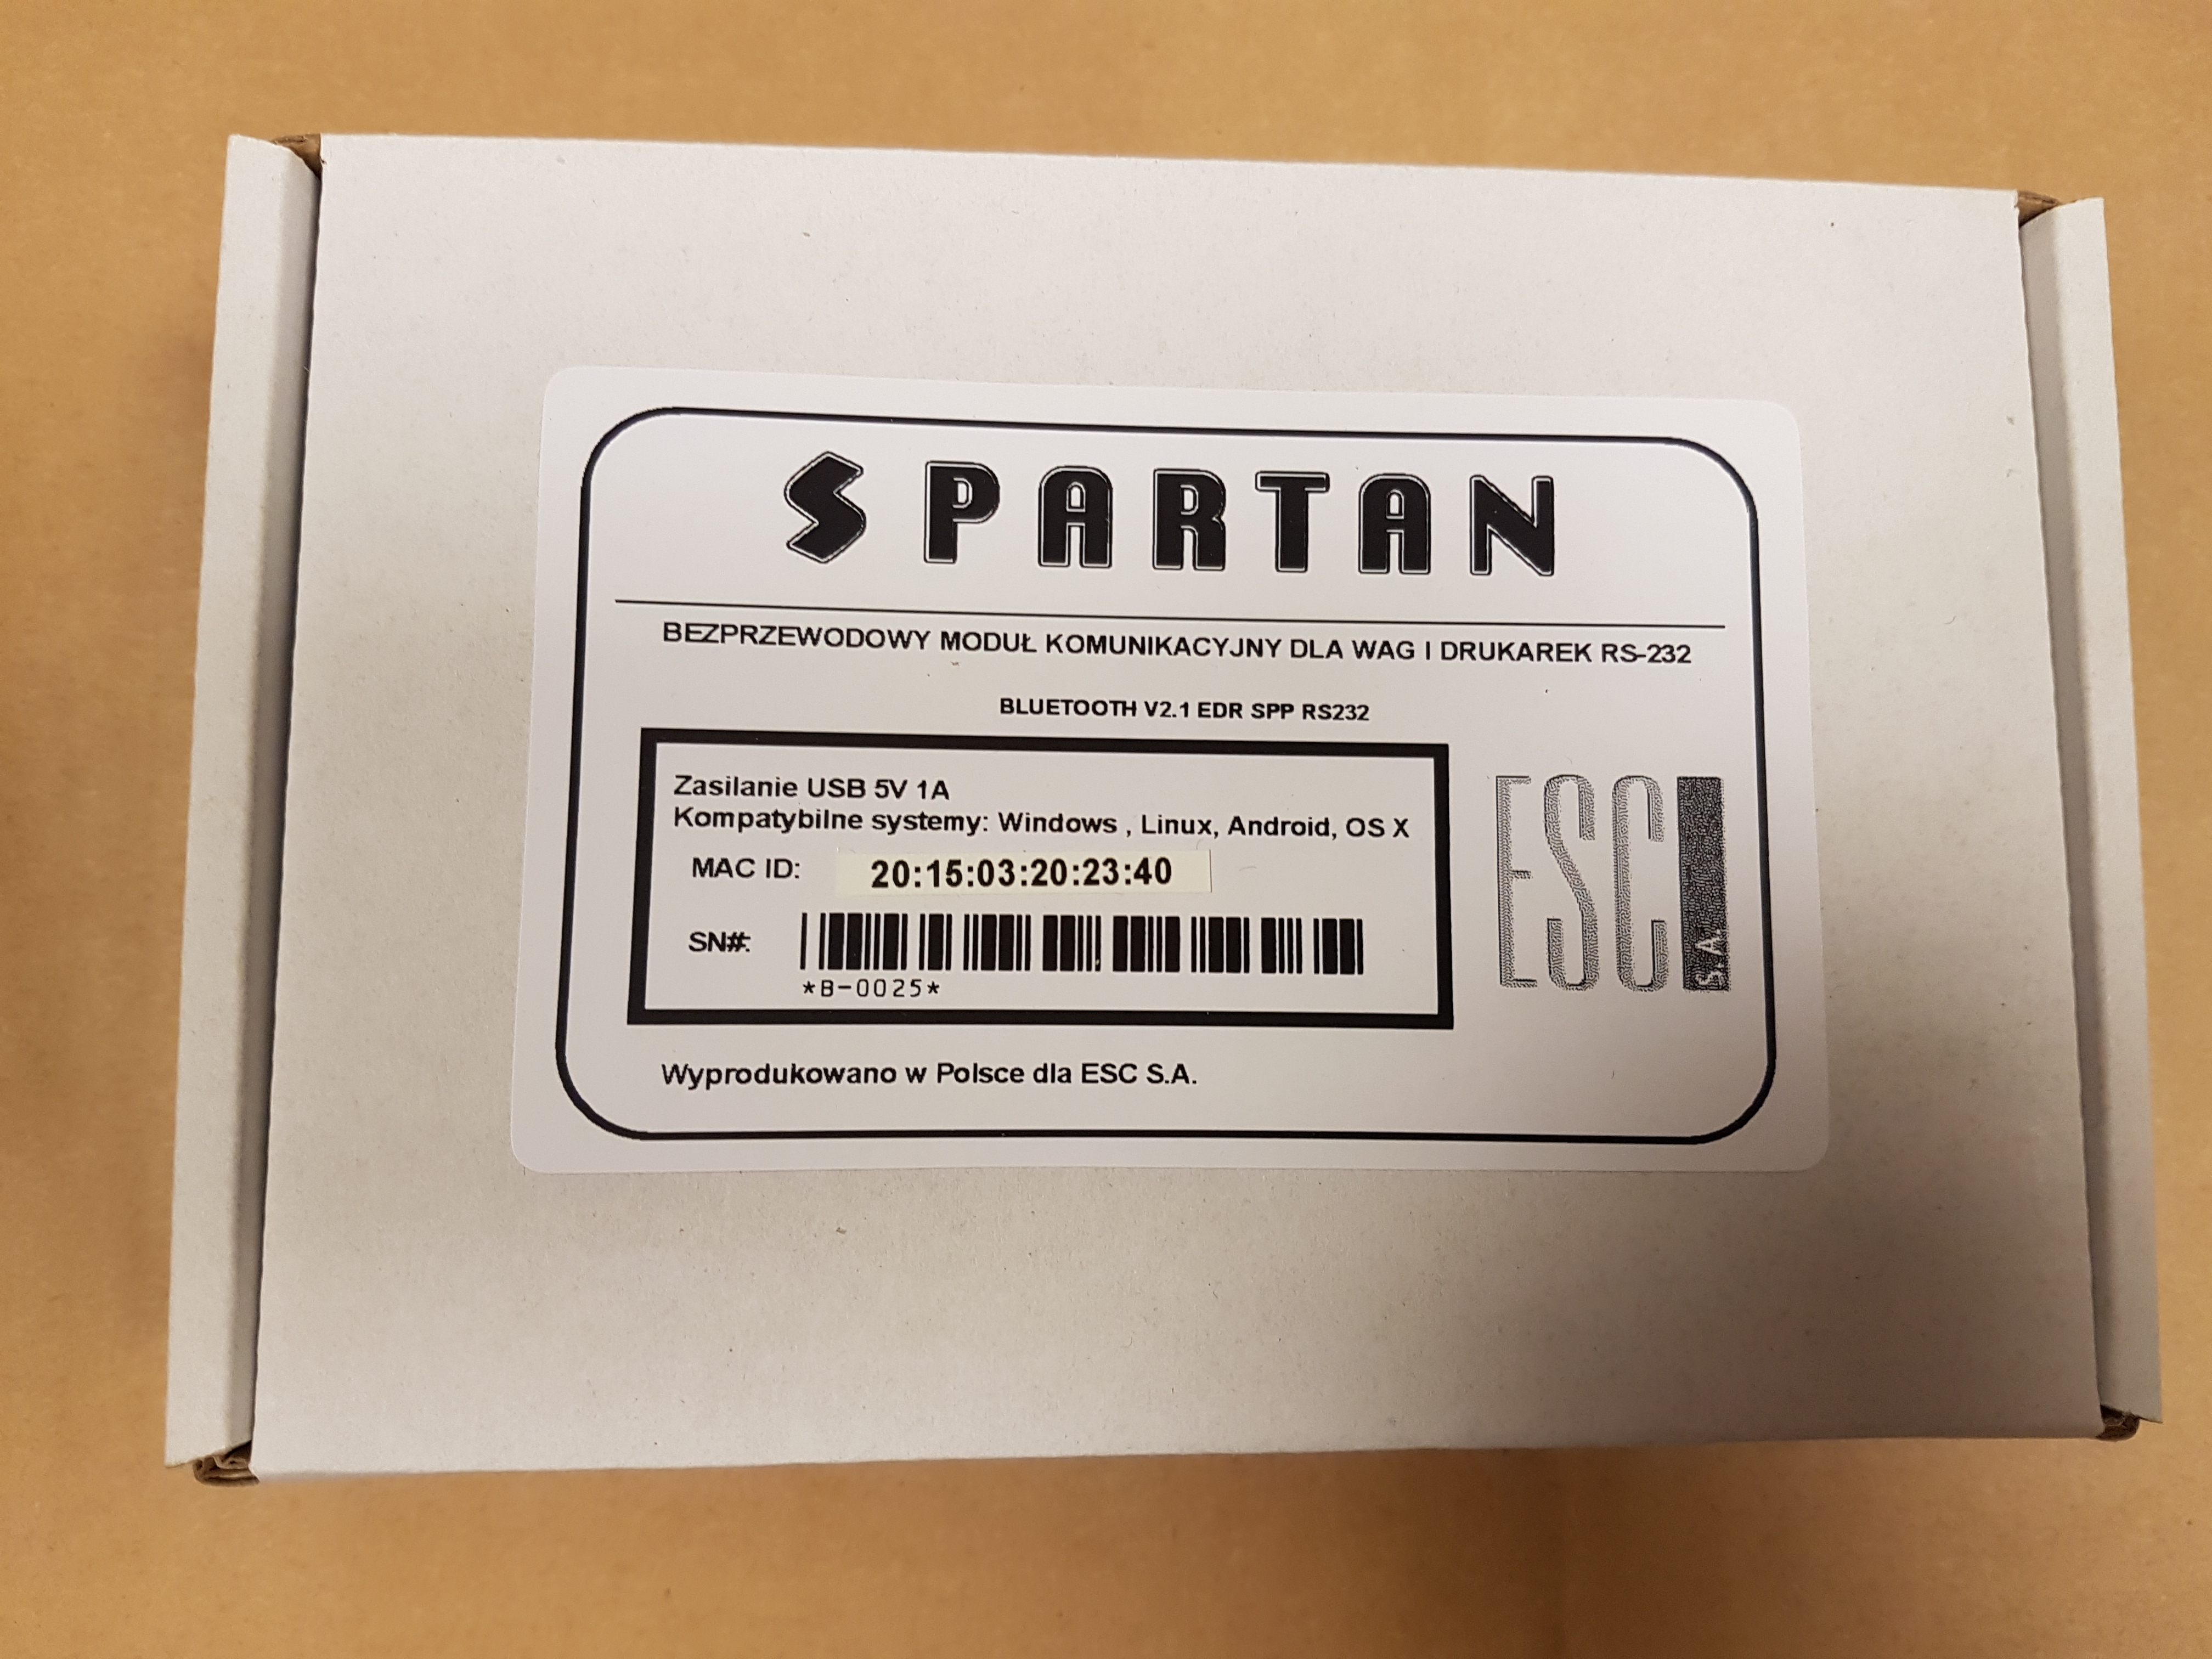 SPARTAN
BEZPRZEWODOWY MODUŁ KOMUNIKACYJNY DLA WAG I DRUKAREK RS-232
BLUETOOTH V2.1 EDR SPP RS232
Zasilanie USB 5V 1A
Kompatybilne systemy: Windows , Linux, Android, OS X
MAC ID: 20:15:03:20:23:40
SN#:
*B-0025*
ESC S.A.
Wyprodukowano w Polsce dla ESC S.A.